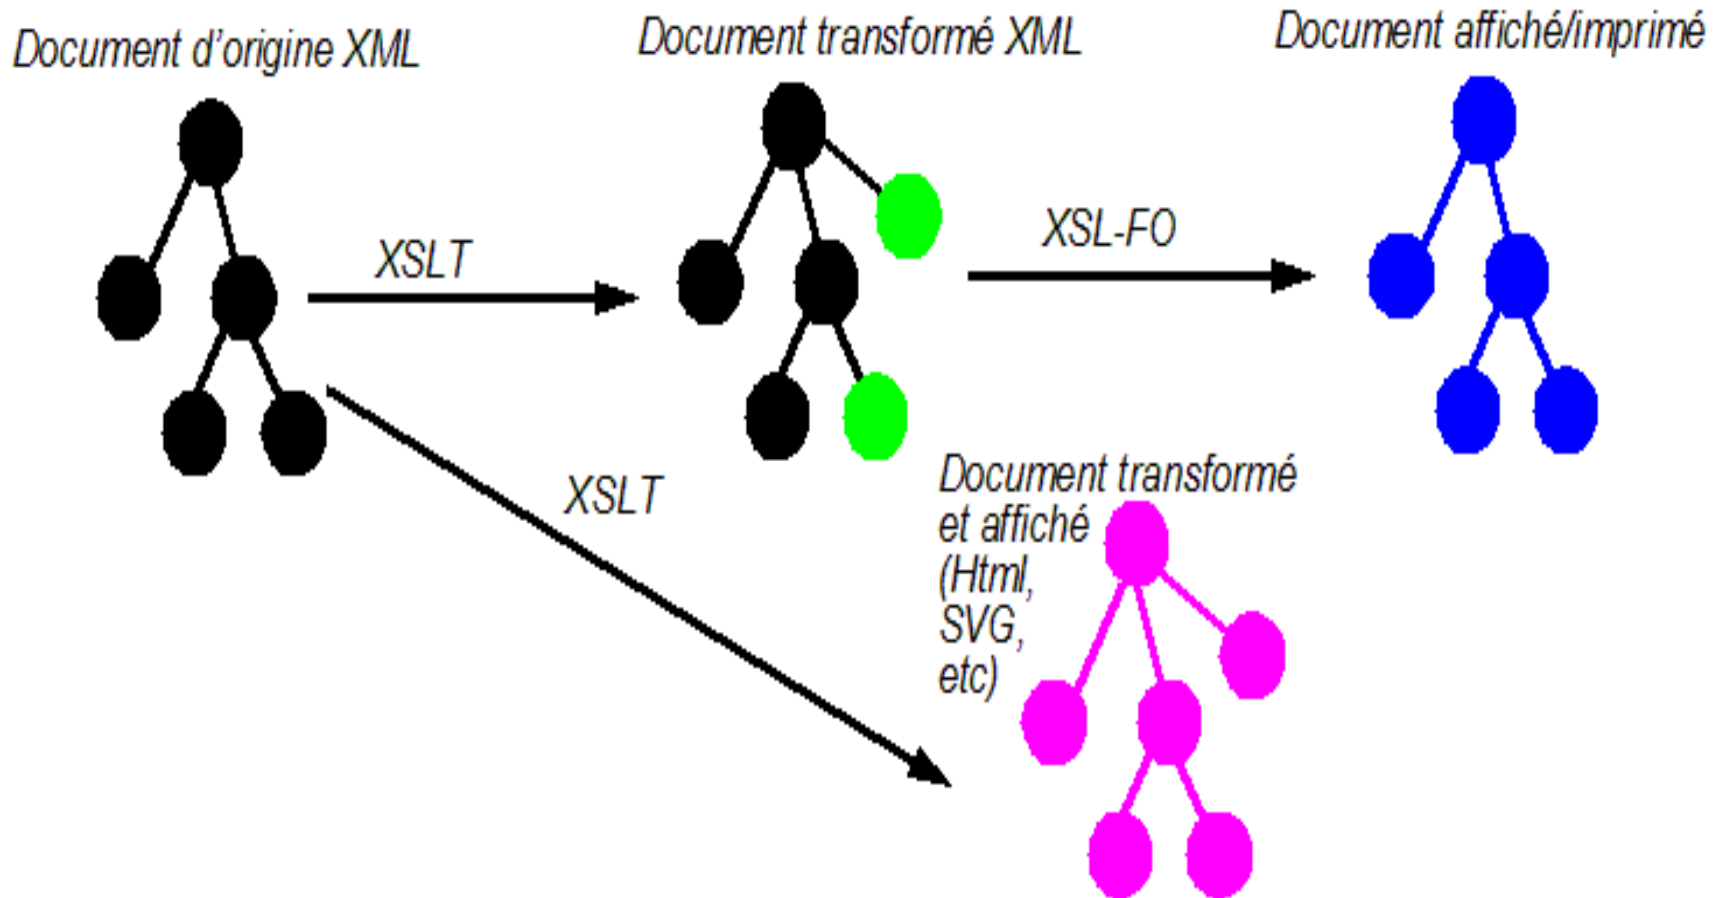 Document d'origine XML
Document transformé XML
Document affiché/imprimé
XSLT
XSL-FO
XSLT
Document transformé
et affiché
(Html,
SVG,
etc)